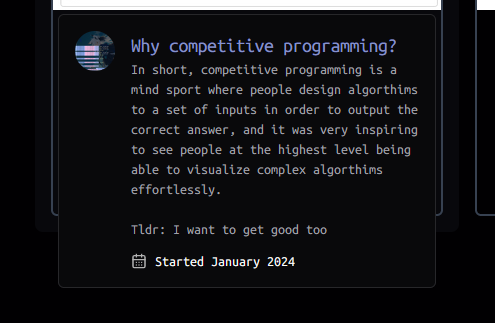 Why competitive programming?
In short, competitive programming is a
mind sport where people design algorthims
to a set of inputs in order to output the
correct answer, and it was very inspiring
to see people at the highest level being
able to visualize complex algorthims
effortlessly.
Tldr: I want to get good too
Started January 2024